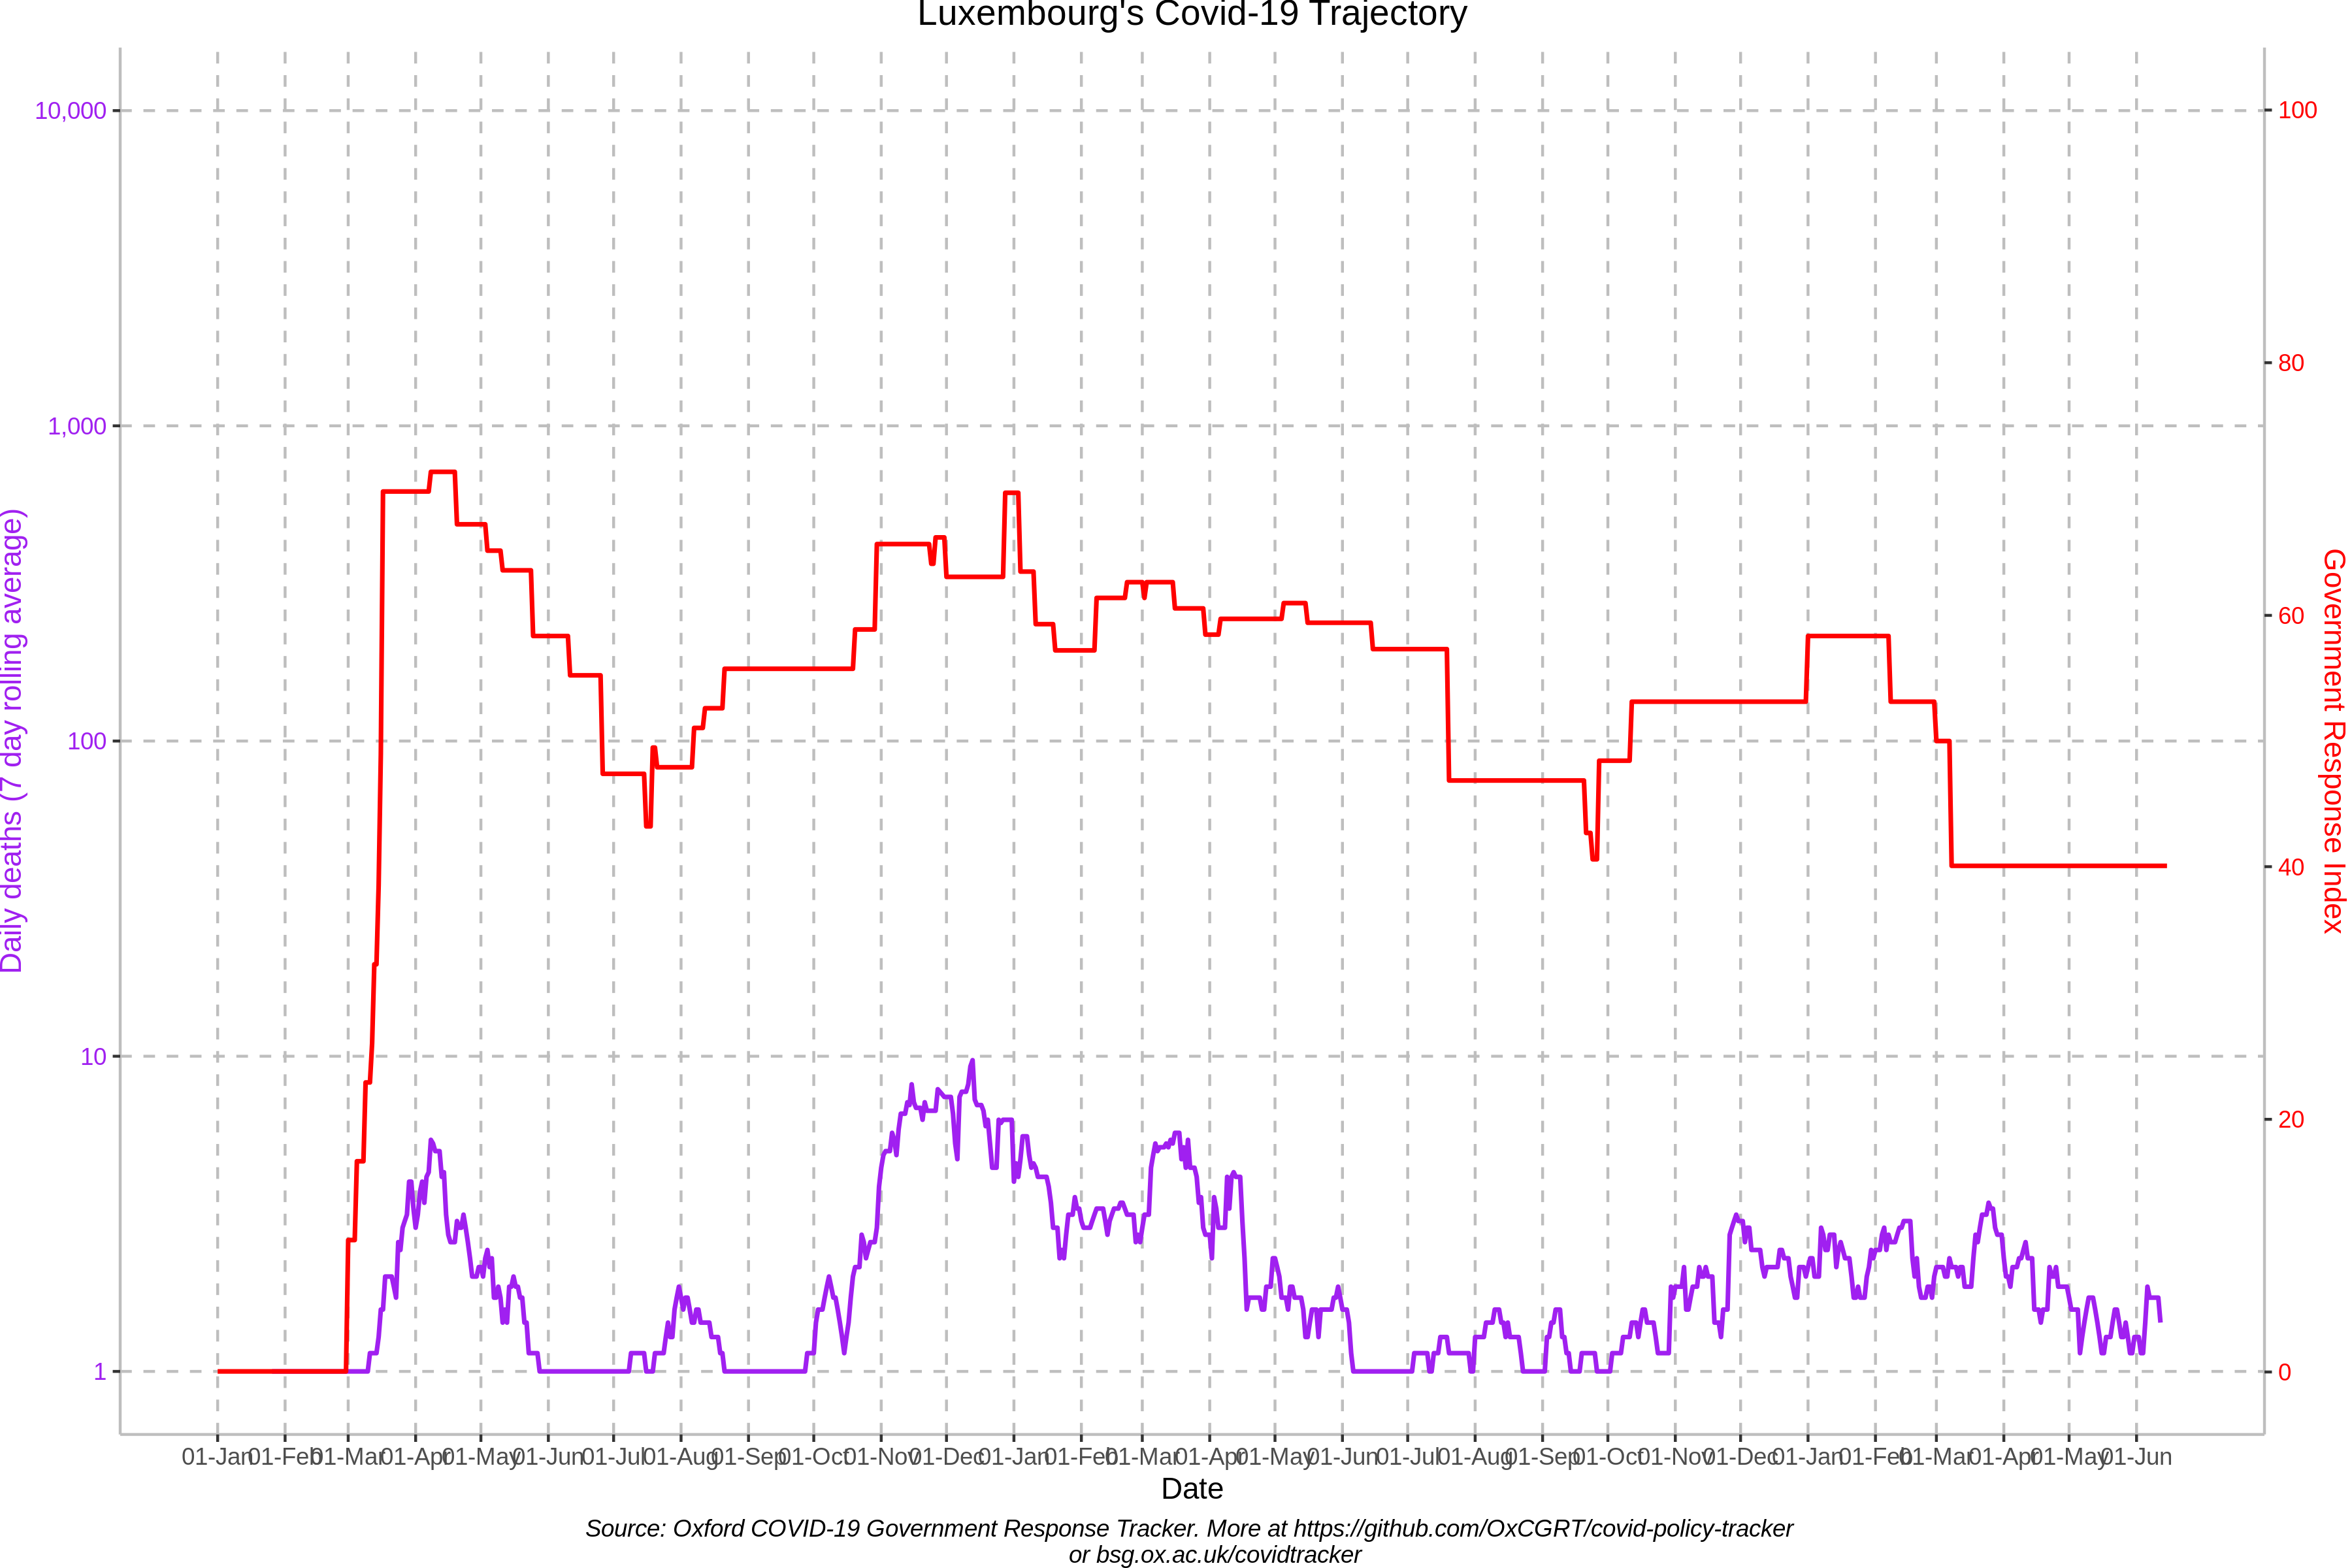 Luxembourg's Covid-19 Trajectory
10,000
1,000
100
10
1
Daily deaths (7 day rolling average)
100
80
60
40
20
0
Government Response Index
01-Jan 01-Feb 01-Mar 01-Apr 01-May 01-Jun 01-Jul 01-Aug 01-Sep 01-Oct 01-Nov 01-Dec 01-Jan 01-Feb 01-Mar 01-Apr 01-May 01-Jun 01-Jul 01-Aug 01-Sep 01-Oct 01-Nov 01-Dec 01-Jan 01-Feb 01-Mar 01-Apr 01-May 01-Jun
Date
Source: Oxford COVID-19 Government Response Tracker. More at https://github.com/OxCGRT/covid-policy-tracker
or bsg.ox.ac.uk/covidtracker